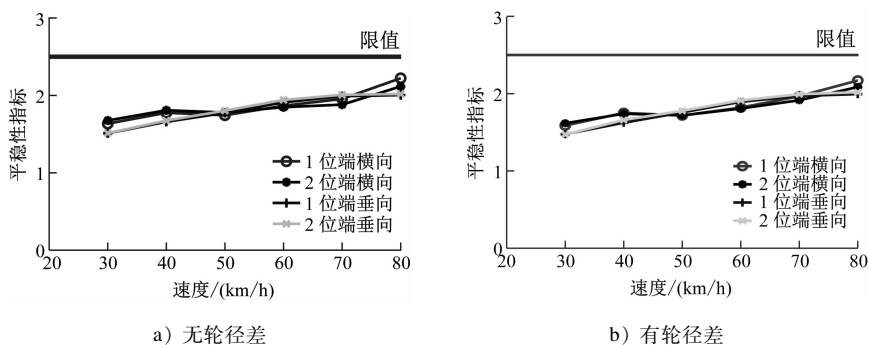 3
限值
2
平稳性指标
1 位端横向
2 位端横向
1 位端垂向
2 位端垂向
1
0
20 30 40 50 60 70 80
速度/(km/h)
a）无轮径差
3
限值
2
平稳性指标
1 位端横向
2 位端横向
1 位端垂向
2 位端垂向
1
0
20 30 40 50 60 70 80
速度/(km/h)
b）有轮径差